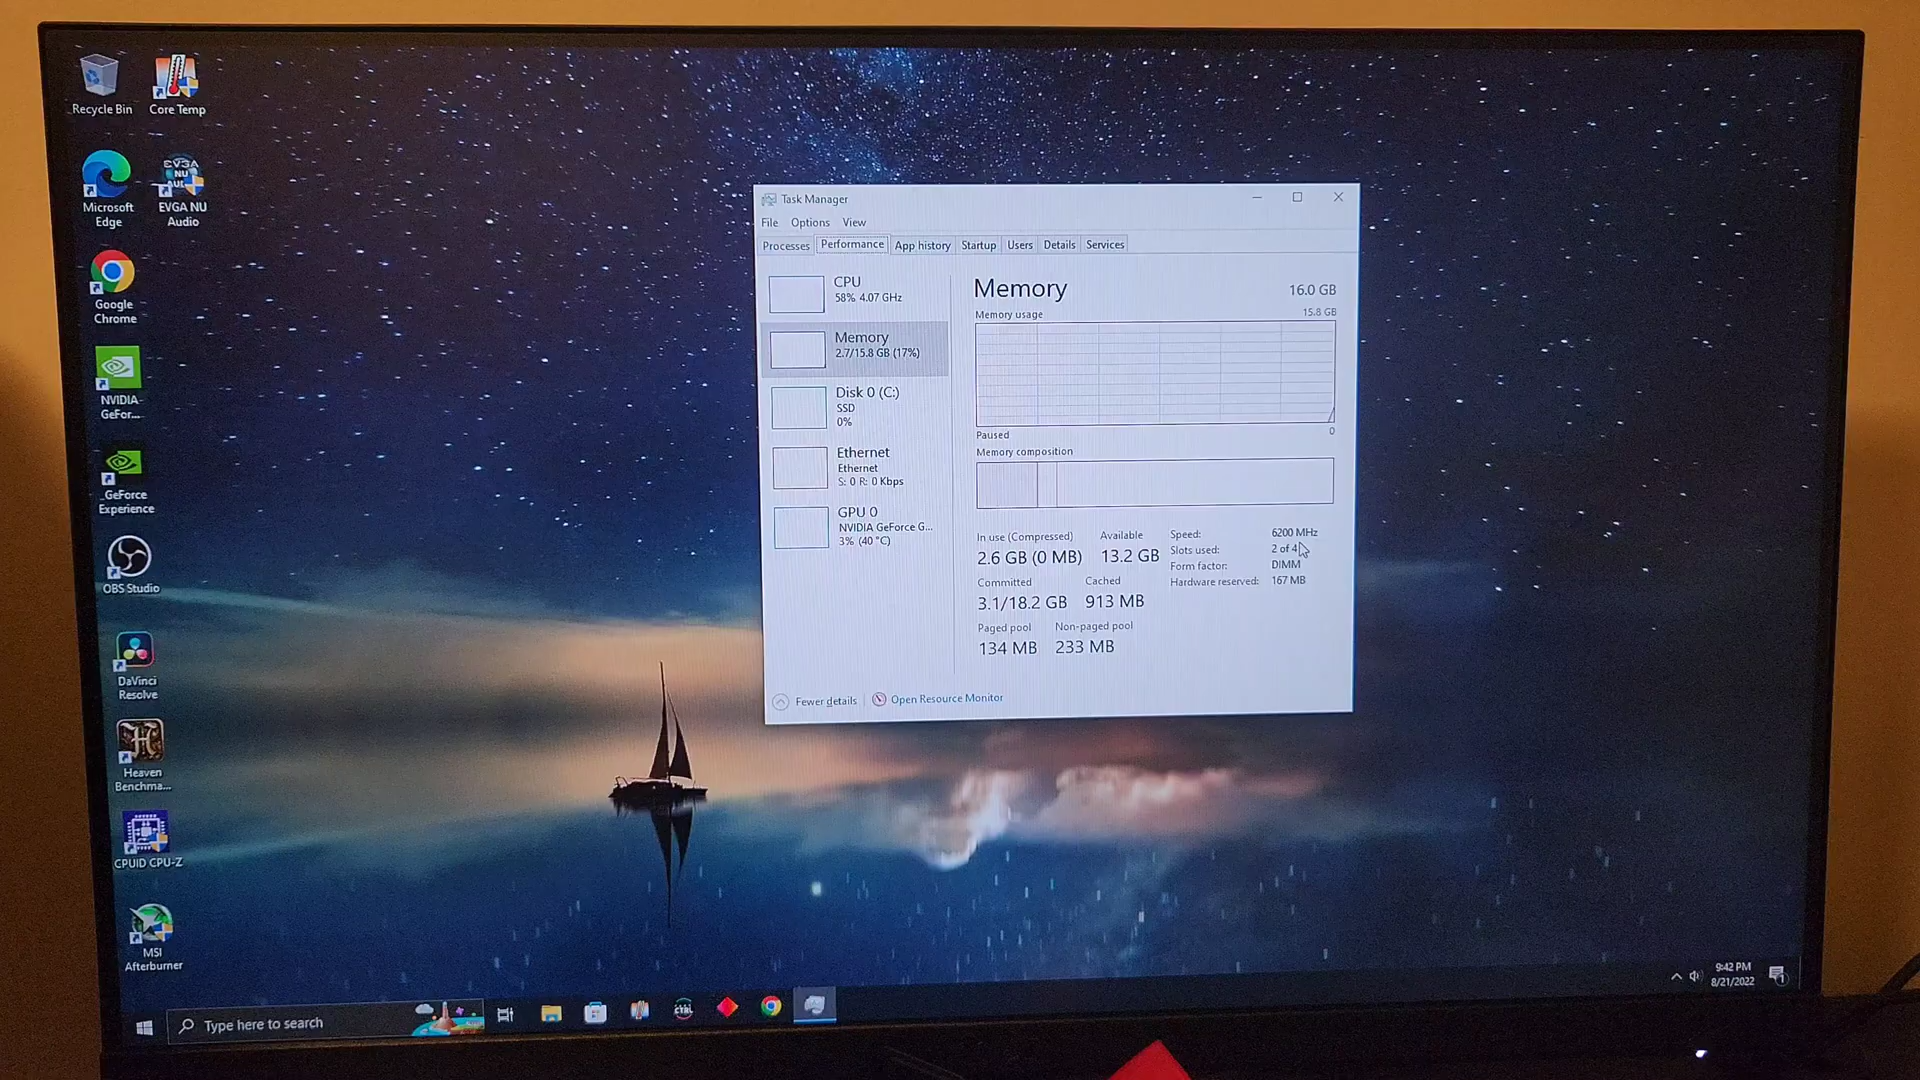 Recycle Bin
Core Temp
Microsoft
Edge
EVGA
NU
EVGA NU
Audio
Google
Chrome
NVIDIA
GeFor...
GeForce
Experience
OBS Studio
DaVinci
Resolve
Heaven
Benchma...
CPUID CPU-Z
MSI
Afterburner
Task Manager
File Options View
Processes Performance App history Startup Users Details Services
CPU
58% 4.07 GHz
Memory
2.7/15.8 GB (17%)
Disk 0 (C:)
SSD
0%
Ethernet
Ethernet
S: 0 R: 0 Kbps
GPU 0
NVIDIA GeForce G...
3% (40 °C)
Memory 16.0 GB
Memory usage 15.8 GB
Paused 0
Memory composition
In use (Compressed) Available
2.6 GB (0 MB) 13.2 GB
Committed Cached
3.1/18.2 GB 913 MB
Paged pool Non-paged pool
134 MB 233 MB
Speed: 6200 MHz
Slots used: 2 of 4
Form factor: DIMM
Hardware reserved: 167 MB
Fewer details Open Resource Monitor
Type here to search
CTRL
9:42 PM
8/21/2022
1